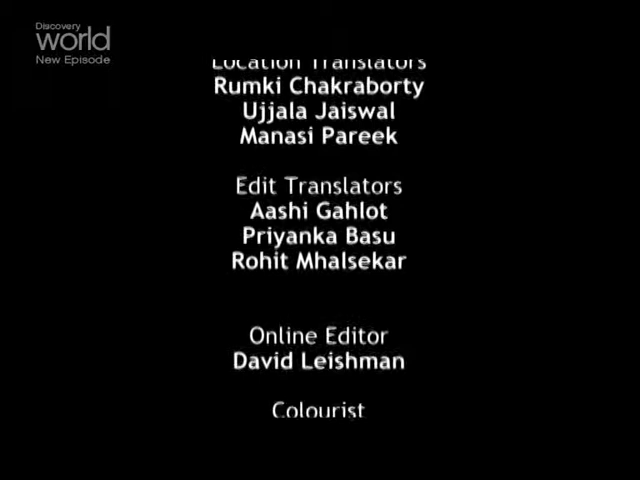 Discovery
world
New Episode
Location Translators
Rumki Chakraborty
Ujjala Jaiswal
Manasi Pareek
Edit Translators
Aashi Gahlot
Priyanka Basu
Rohit Mhalsekar
Online Editor
David Leishman
Colourist